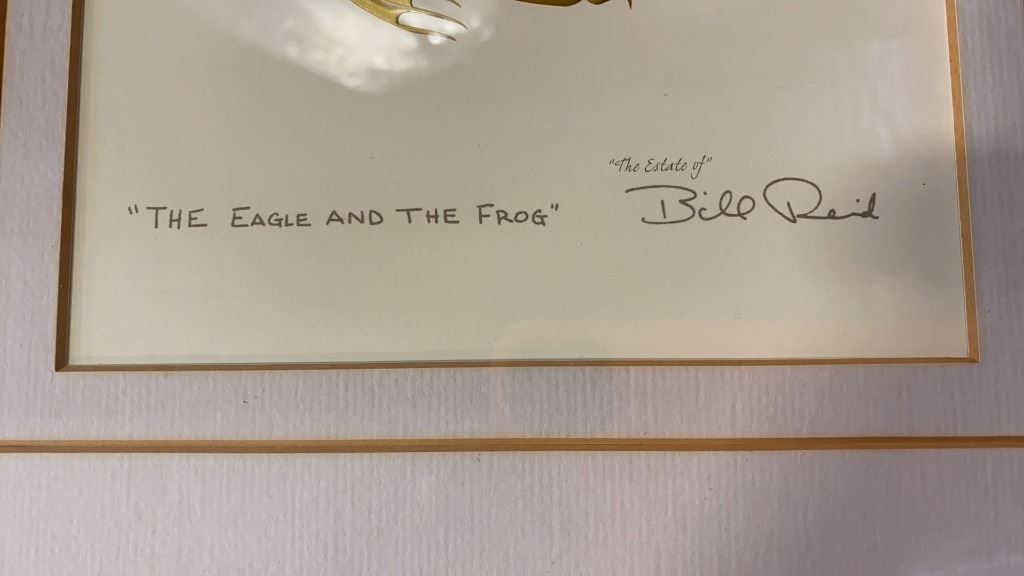 "The Estate of"
"THE EAGLE AND THE FROG" Bill Reid